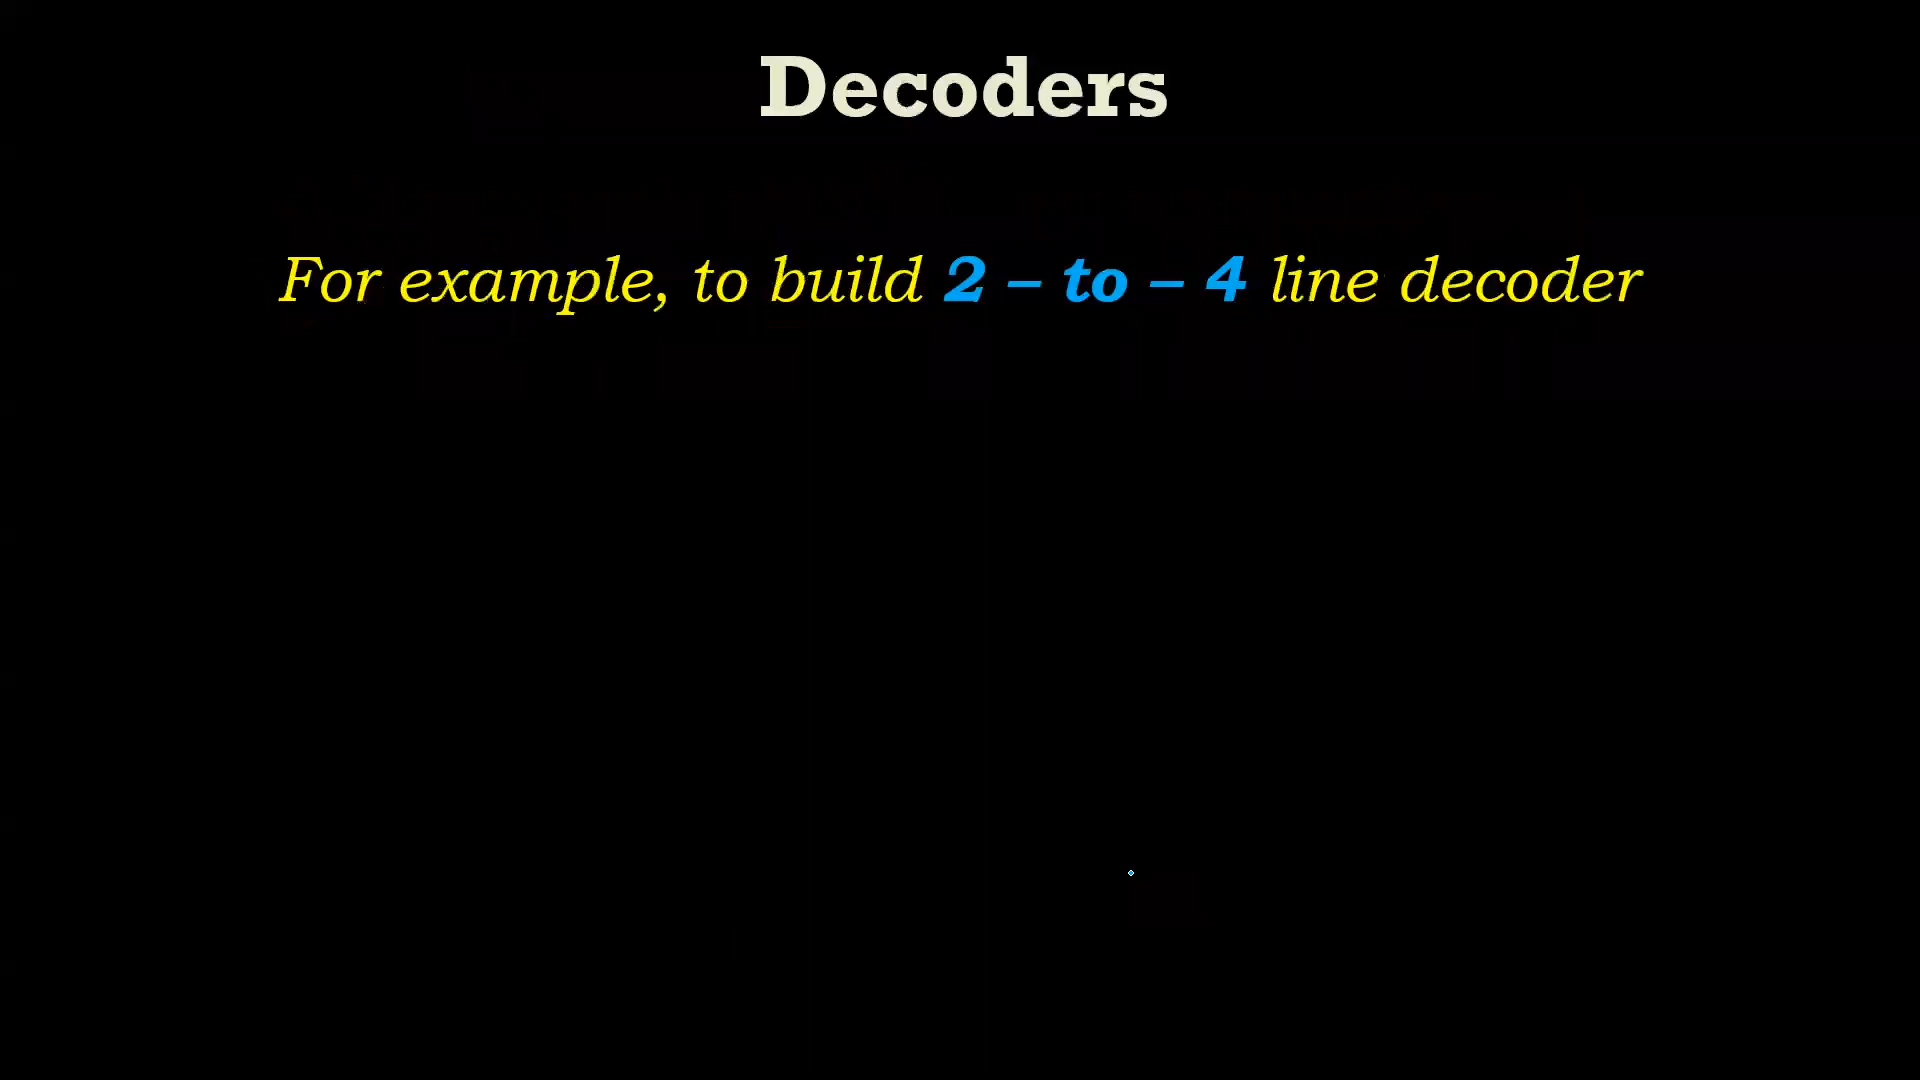 Decoders
For example, to build 2 – to – 4 line decoder